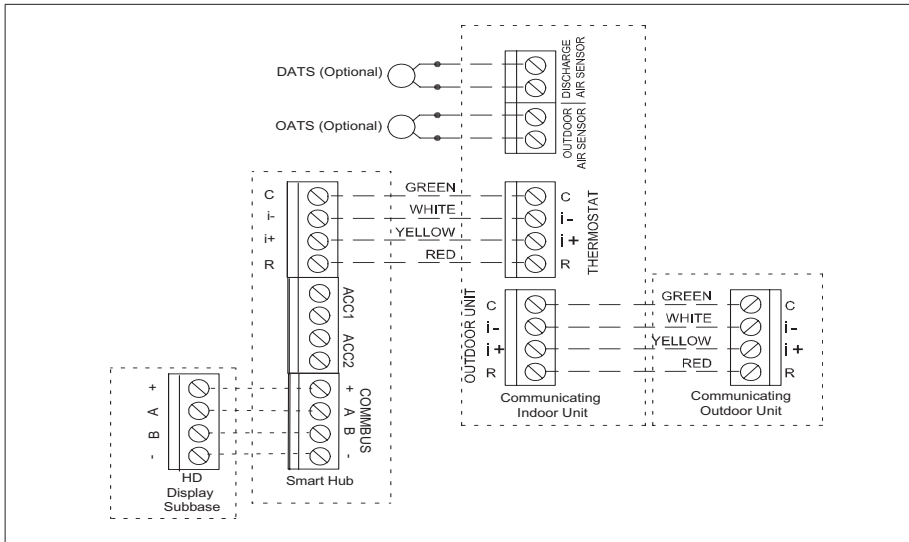 DATS (Optional)
OATS (Optional)
DISCHARGE
AIR SENSOR
OUTDOOR
AIR SENSOR
C
i-
i+
R
GREEN
WHITE
YELLOW
RED
C
i-
i+
R
THERMOSTAT
ACC1
ACC2
OUTDOOR UNIT
C
i-
i+
R
GREEN
WHITE
YELLOW
RED
C
i-
i+
R
Communicating
Indoor Unit
Communicating
Outdoor Unit
+
A
B
-
+
A
B
-
COMMBUS
HD
Display
Subbase
Smart Hub